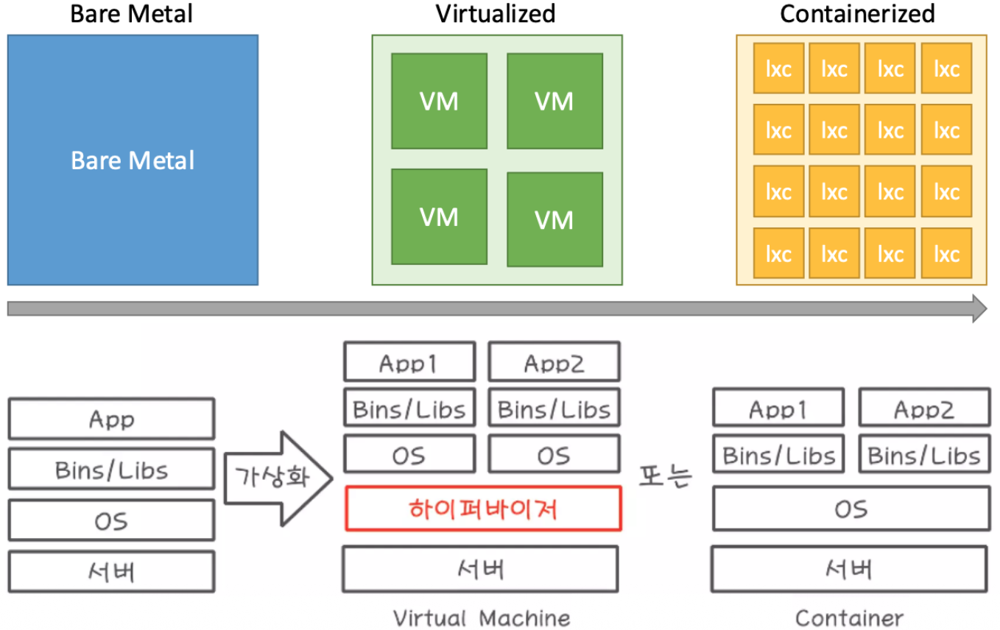 Bare Metal
Virtualized
Containerized
Bare Metal
VM VM
VM VM
lxc lxc lxc lxc
lxc lxc lxc lxc
lxc lxc lxc lxc
lxc lxc lxc lxc
App
Bins/Libs
OS
서버
가상화
App1 App2
Bins/Libs Bins/Libs
OS OS
하이퍼바이저
서버
Virtual Machine
또는
App1 App2
Bins/Libs Bins/Libs
OS
서버
Container